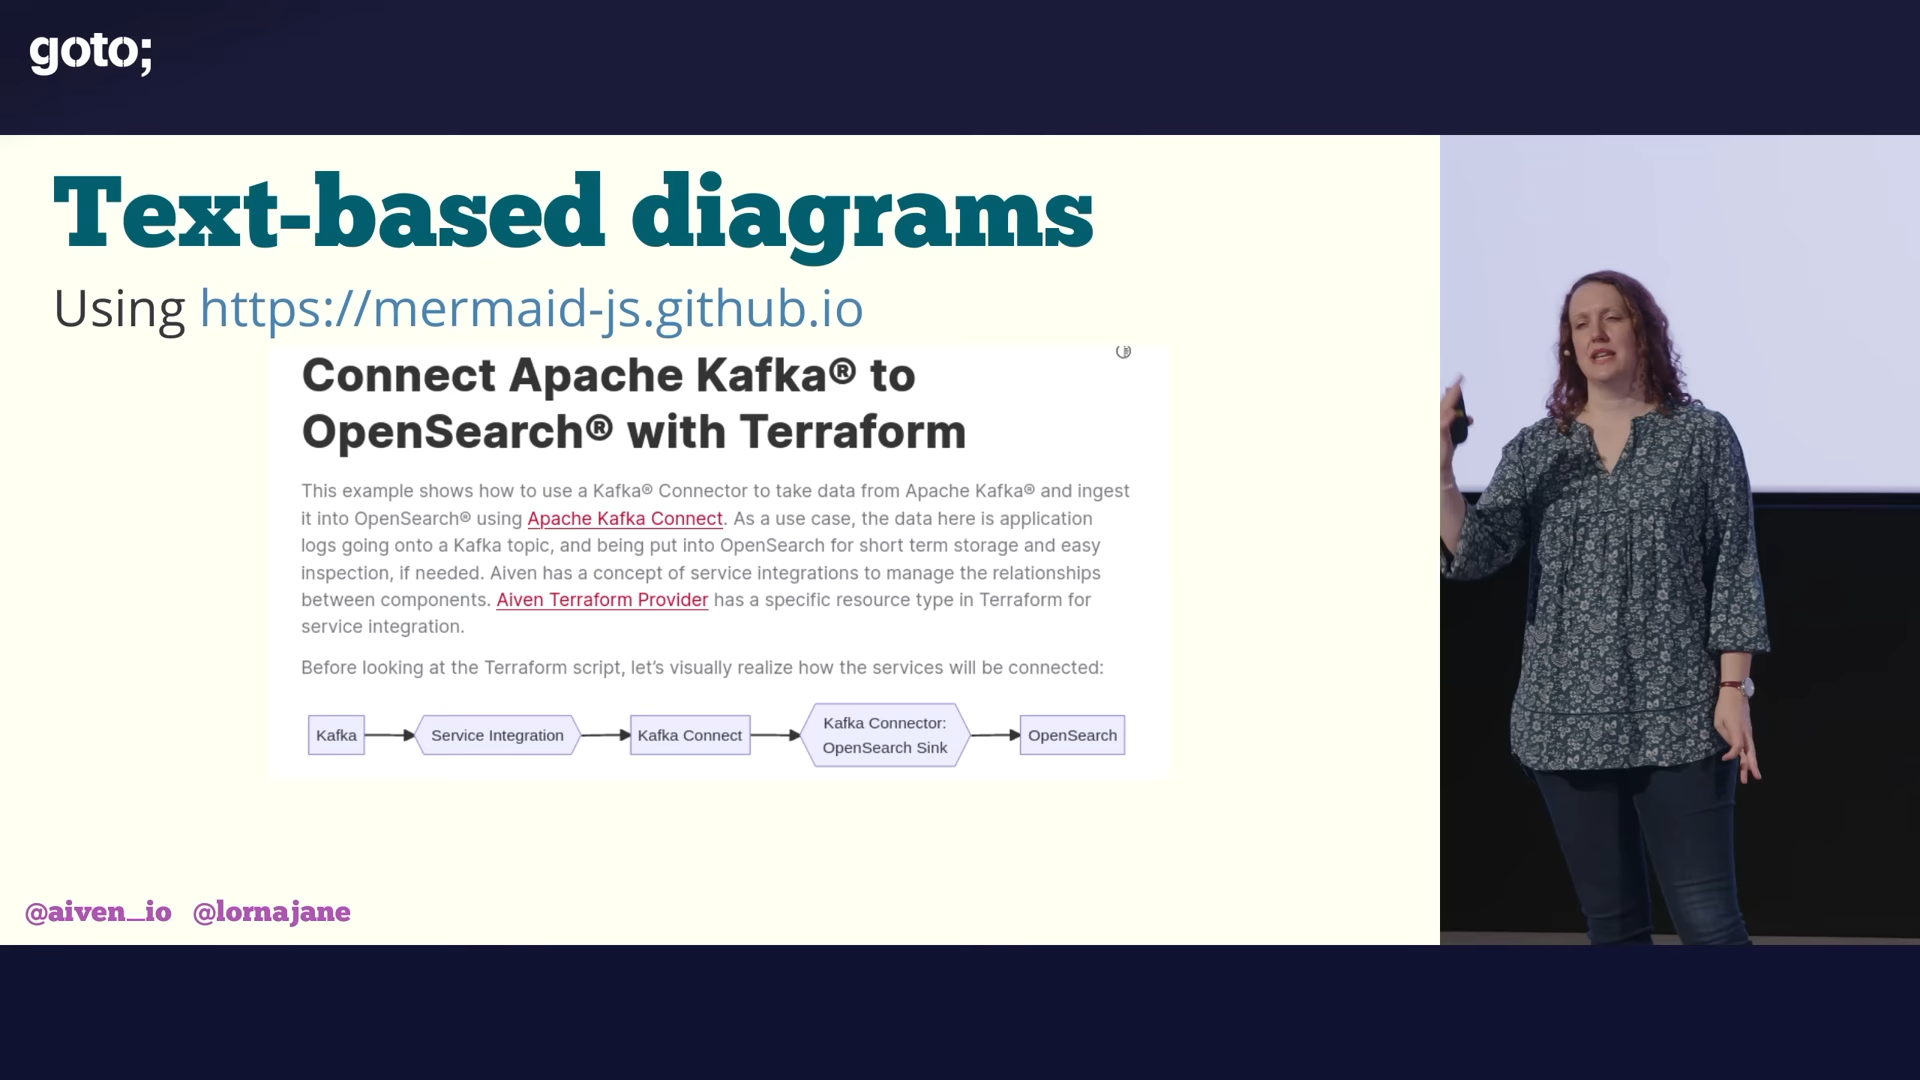 goto;
Text-based diagrams
Using https://mermaid-js.github.io
Connect Apache Kafka® to
OpenSearch® with Terraform
This example shows how to use a Kafka® Connector to take data from Apache Kafka® and ingest
it into OpenSearch® using Apache Kafka Connect. As a use case, the data here is application
logs going onto a Kafka topic, and being put into OpenSearch for short term storage and easy
inspection, if needed. Aiven has a concept of service integrations to manage the relationships
between components. Aiven Terraform Provider has a specific resource type in Terraform for
service integration.
Before looking at the Terraform script, let’s visually realize how the services will be connected:
Kafka
Service Integration
Kafka Connect
Kafka Connector:
OpenSearch Sink
OpenSearch
@aiven_io @lornajane